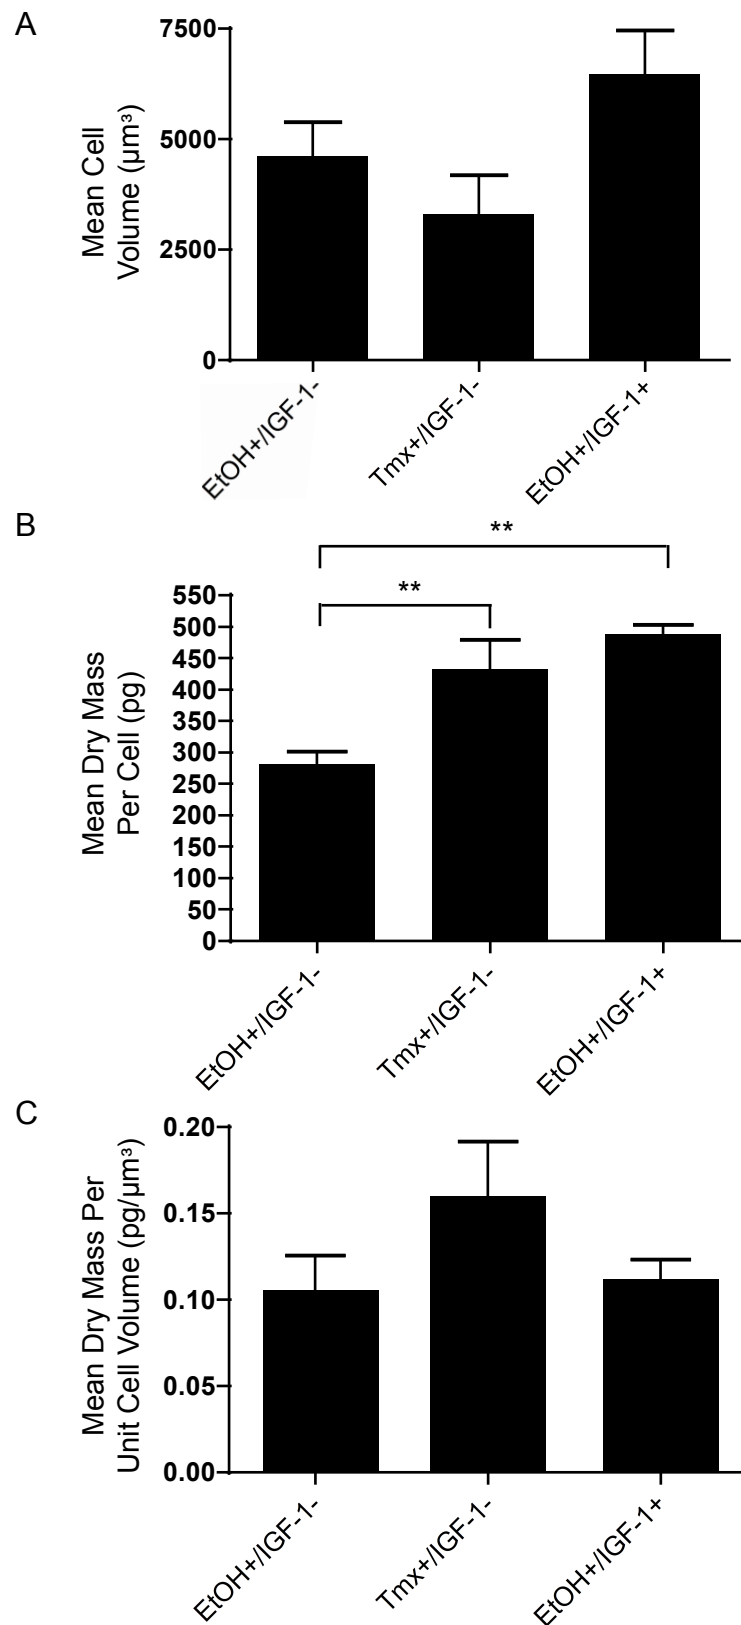 A
Mean Cell
Volume (µm³)
7500
5000
2500
0
EtOH+/IGF-1-
Tmx+/IGF-1-
EtOH+/IGF-1+
B
**
**
Mean Dry Mass
Per Cell (pg)
550
500
450
400
350
300
250
200
150
100
50
0
EtOH+/IGF-1-
Tmx+/IGF-1-
EtOH+/IGF-1+
C
Mean Dry Mass Per
Unit Cell Volume (pg/µm³)
0.20
0.15
0.10
0.05
0.00
EtOH+/IGF-1-
Tmx+/IGF-1-
EtOH+/IGF-1+